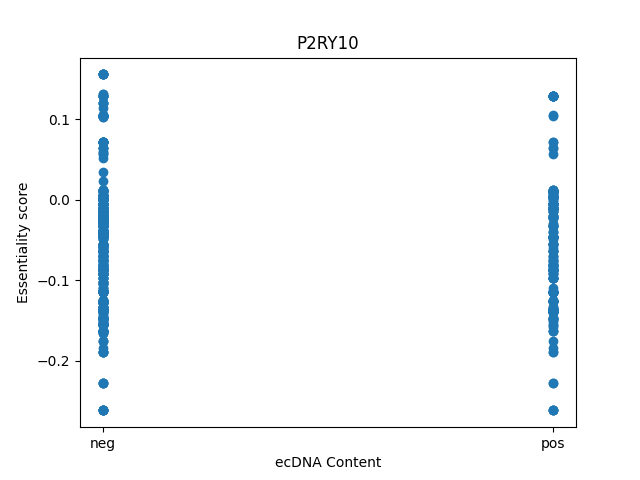 P2RY10
Essentiality score
0.1
0.0
−0.1
−0.2
neg
pos
ecDNA Content